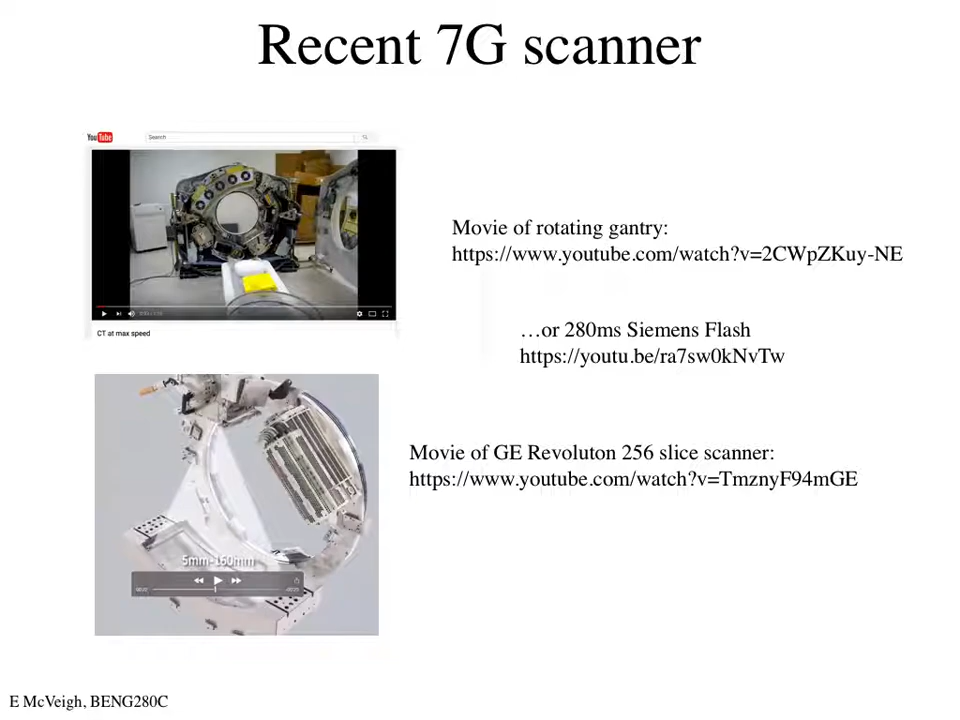 Recent 7G scanner
YouTube
Search
CT at max speed
Movie of rotating gantry:
https://www.youtube.com/watch?v=2CWpZKuy-NE
…or 280ms Siemens Flash
https://youtu.be/ra7sw0kNvTw
Movie of GE Revoluton 256 slice scanner:
https://www.youtube.com/watch?v=TmznyF94mGE
5mm-160mm
E McVeigh, BENG280C